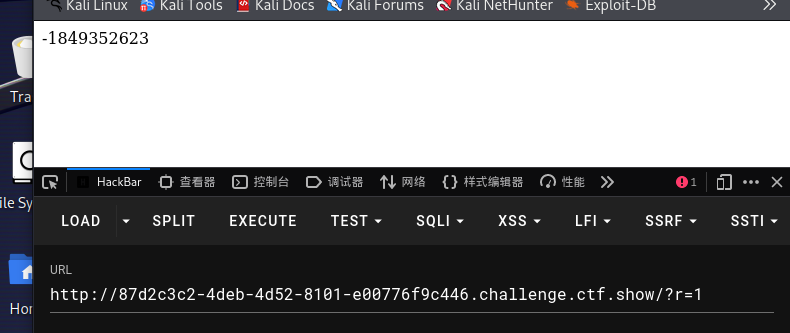 Kali Linux Kali Tools Kali Docs Kali Forums Kali NetHunter Exploit-DB
-1849352623
Tra
HackBar 查看器 控制台 调试器 网络 样式编辑器 性能 1
ile Sy
LOAD SPLIT EXECUTE TEST SQLI XSS LFI SSRF SSTI
URL
http://87d2c3c2-4deb-4d52-8101-e00776f9c446.challenge.ctf.show/?r=1
Hor